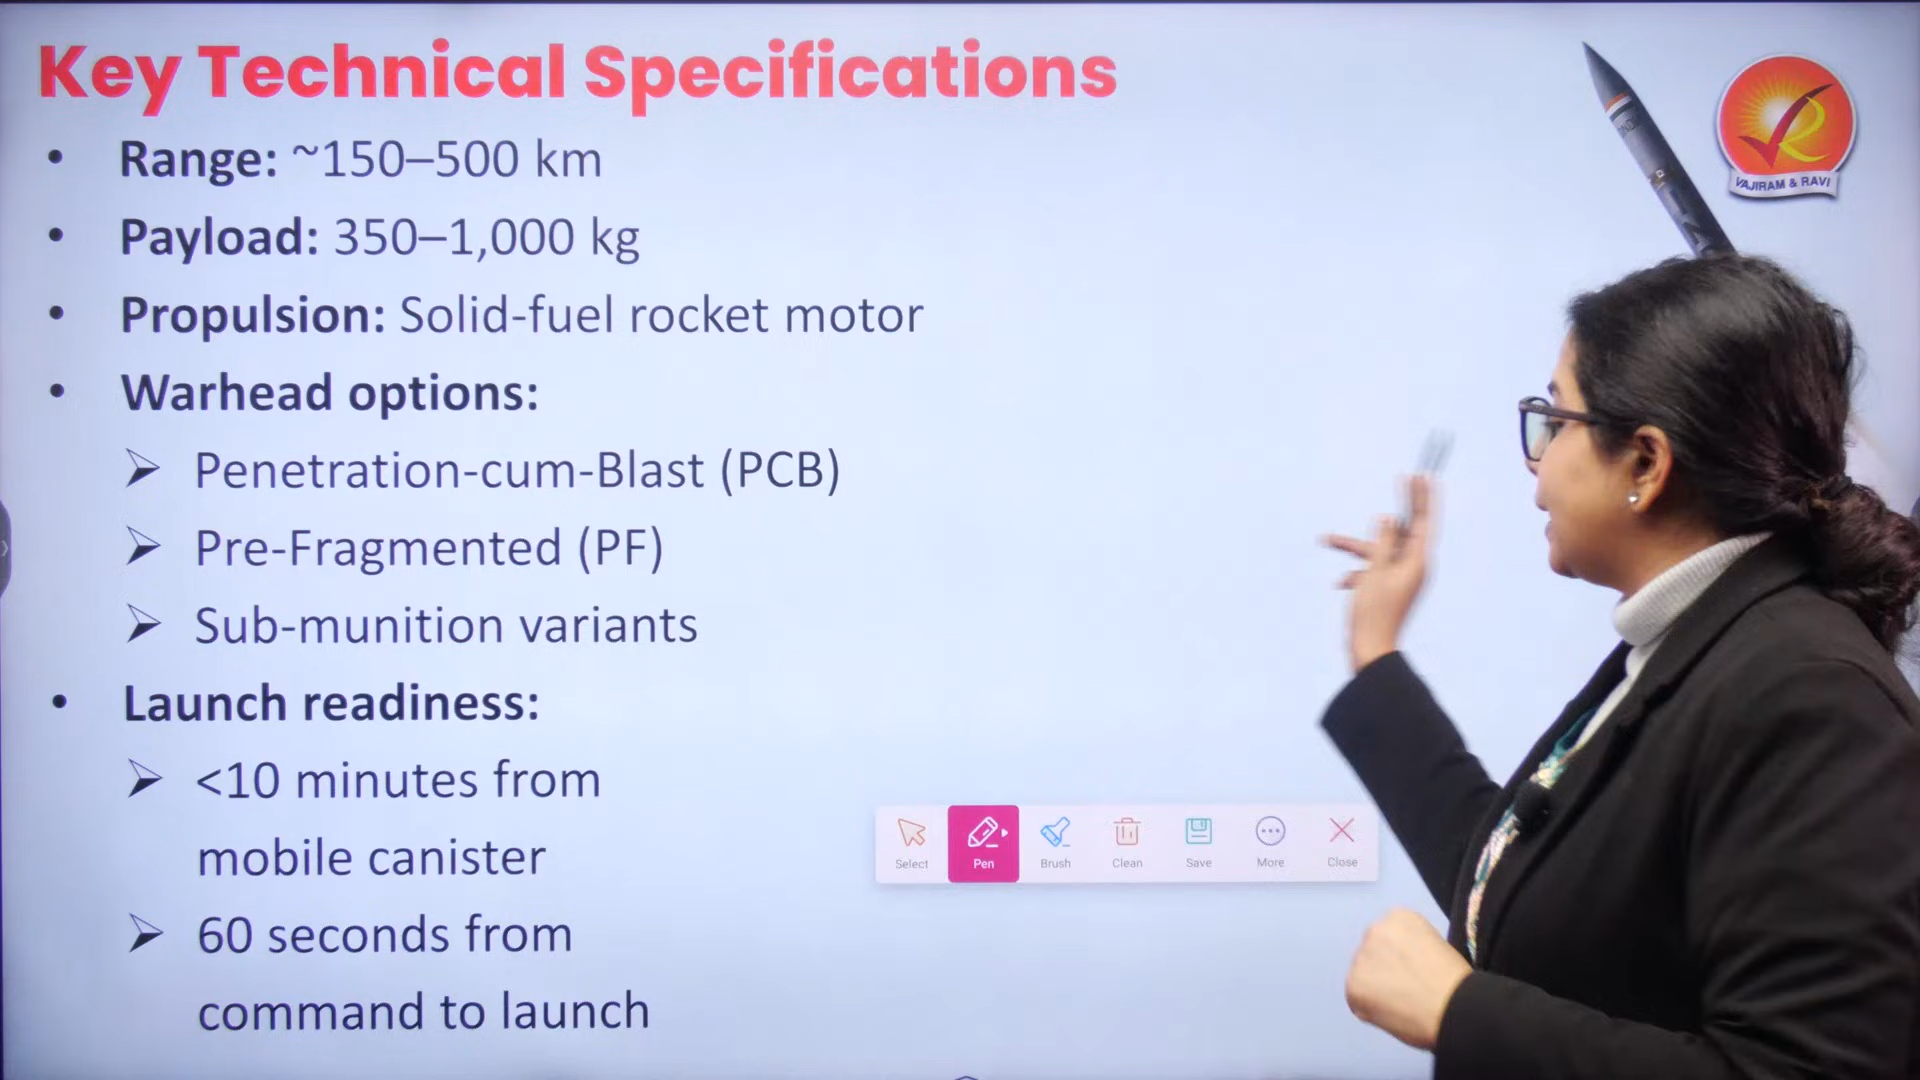 Key Technical Specifications
• Range: ~150–500 km
• Payload: 350–1,000 kg
• Propulsion: Solid-fuel rocket motor
• Warhead options:
➢ Penetration-cum-Blast (PCB)
➢ Pre-Fragmented (PF)
➢ Sub-munition variants
• Launch readiness:
➢ <10 minutes from
mobile canister
➢ 60 seconds from
command to launch
VAJIRAM & RAVI
Select
Pen
Brush
Clean
Save
More
Close